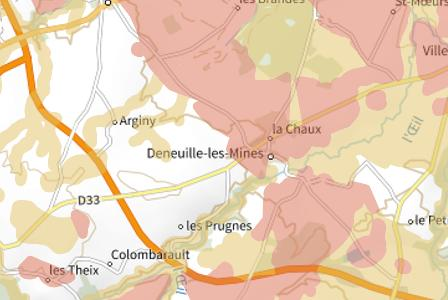 les Brandes
St-Mœurs
Ville
Arginy
la Chaux
l'Œil
Deneuille-les-Mines
D33
le Pet
les Prugnes
Colombarault
les Theix
l'Œil